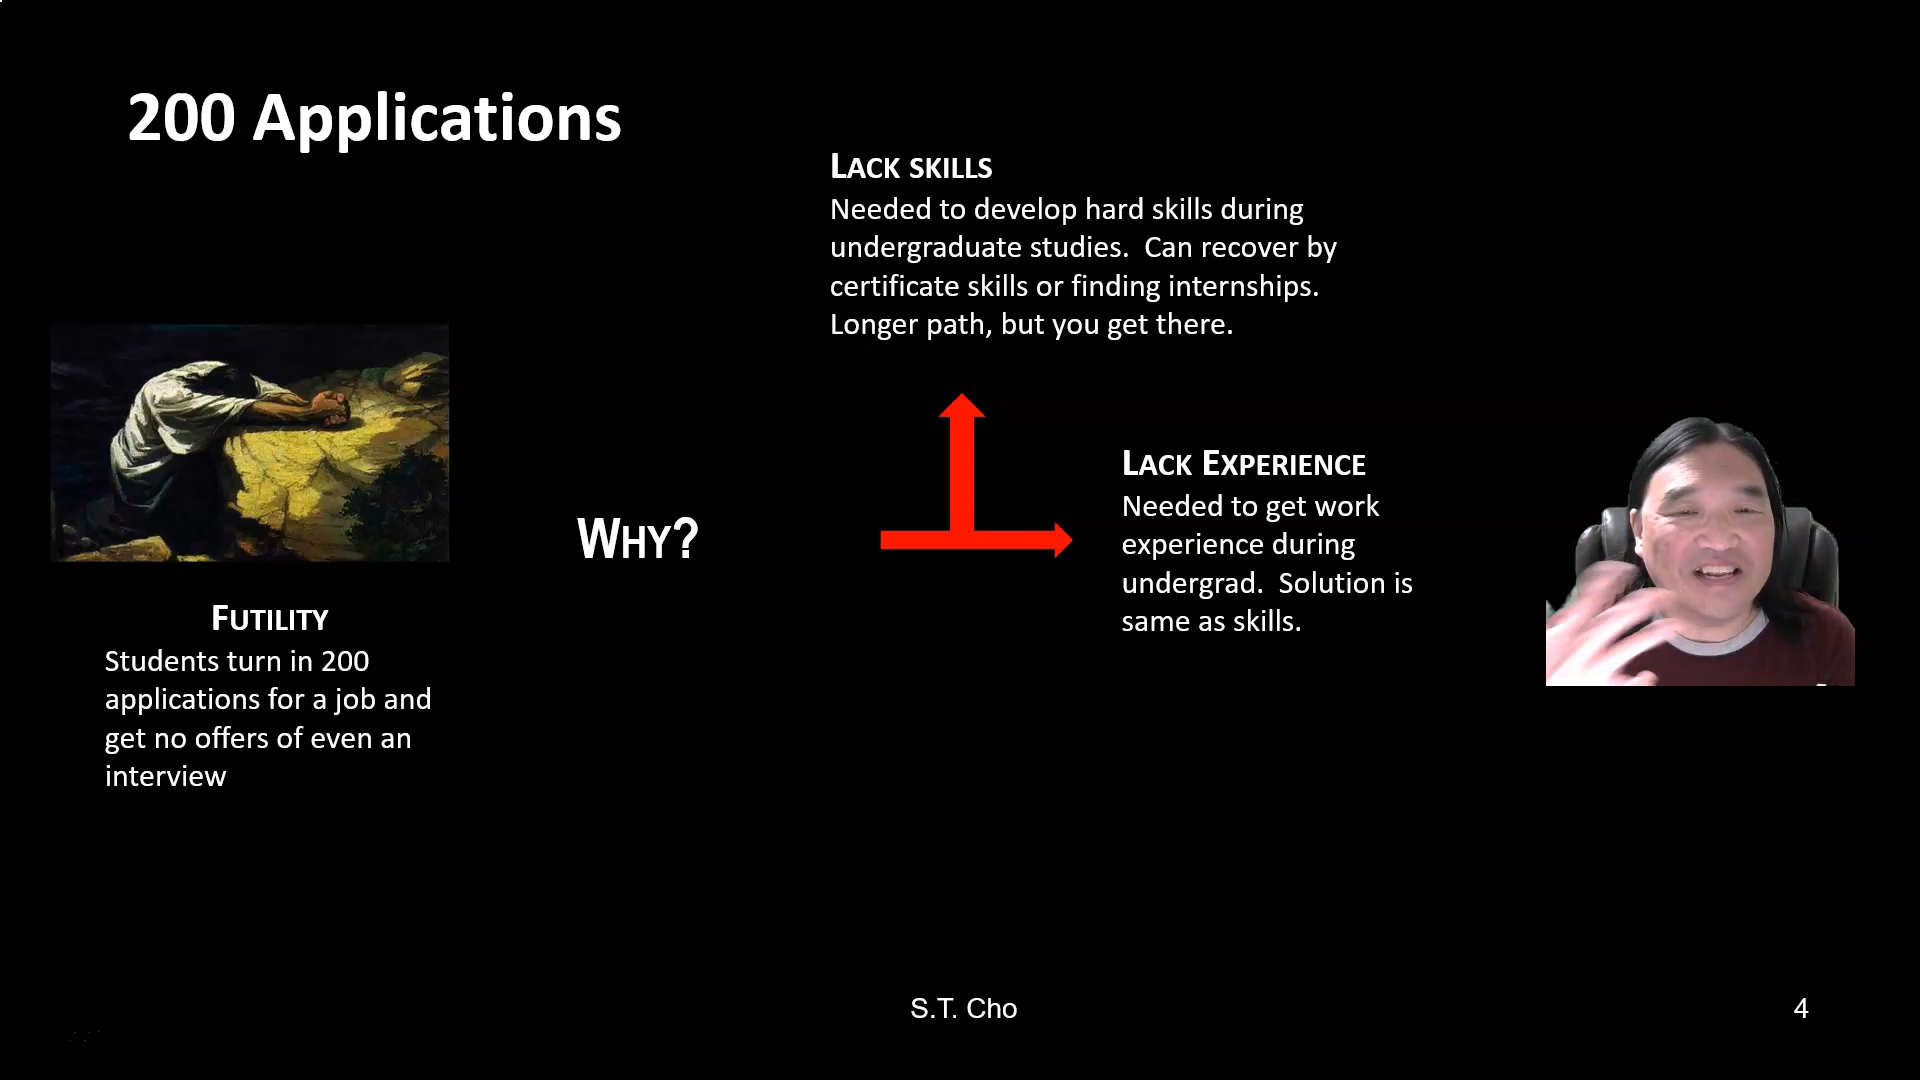 200 Applications
LACK SKILLS
Needed to develop hard skills during
undergraduate studies.  Can recover by
certificate skills or finding internships.
Longer path, but you get there.
LACK EXPERIENCE
Needed to get work
experience during
undergrad.  Solution is
same as skills.
WHY?
FUTILITY
Students turn in 200
applications for a job and
get no offers of even an
interview
S.T. Cho
4